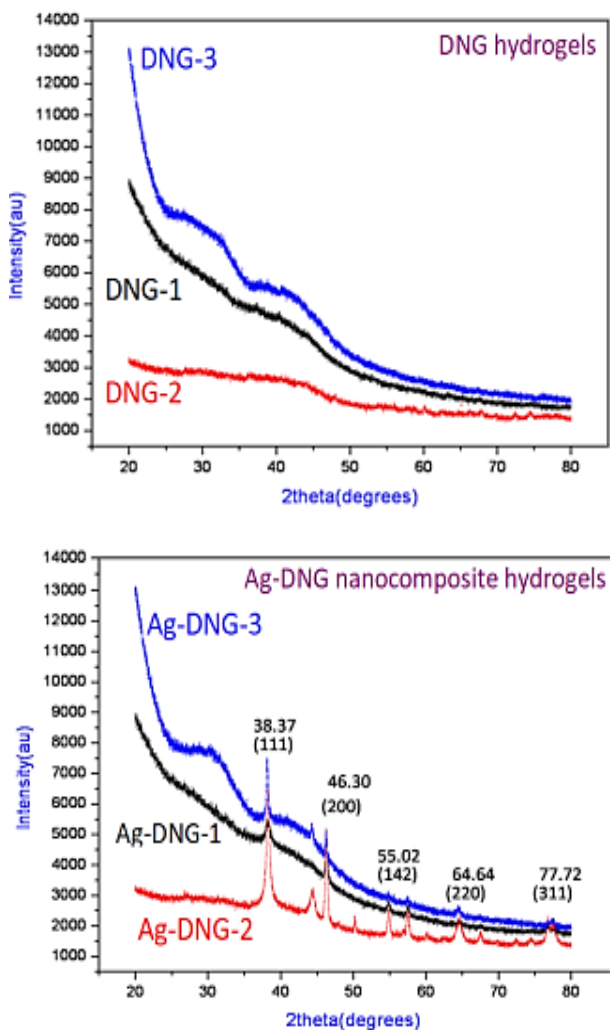 DNG hydrogels
14000
13000
12000
11000
10000
9000
8000
7000
6000
5000
4000
3000
2000
1000
Intensity(au)
DNG-3
DNG-1
DNG-2
20 30 40 50 60 70 80
2theta(degrees)
Ag-DNG nanocomposite hydrogels
14000
13000
12000
11000
10000
9000
8000
7000
6000
5000
4000
3000
2000
1000
Intensity(au)
Ag-DNG-3
Ag-DNG-1
Ag-DNG-2
38.37
(111)
46.30
(200)
55.02
(142)
64.64
(220)
77.72
(311)
20 30 40 50 60 70 80
2theta(degrees)